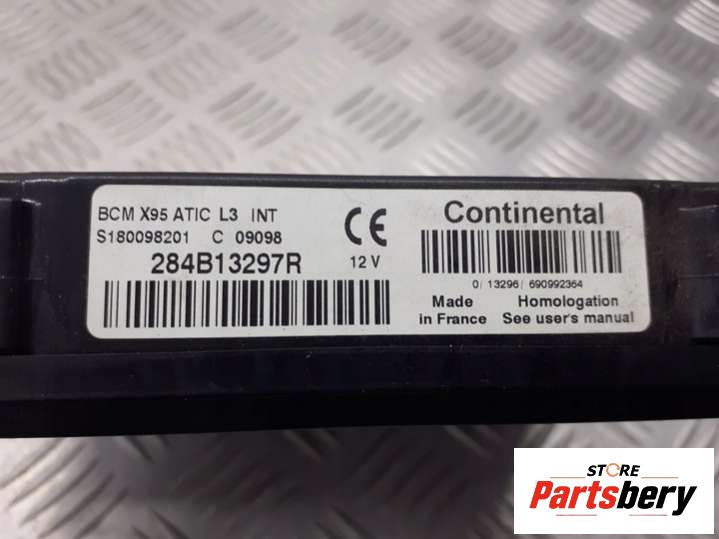 BCM X95 ATIC L3 INT
S180098201 C 09098
284B13297R
CE
12 V
Continental
0/ 13296/ 690992364
Made
in France
Homologation
See user's manual
STORE
Partsbery